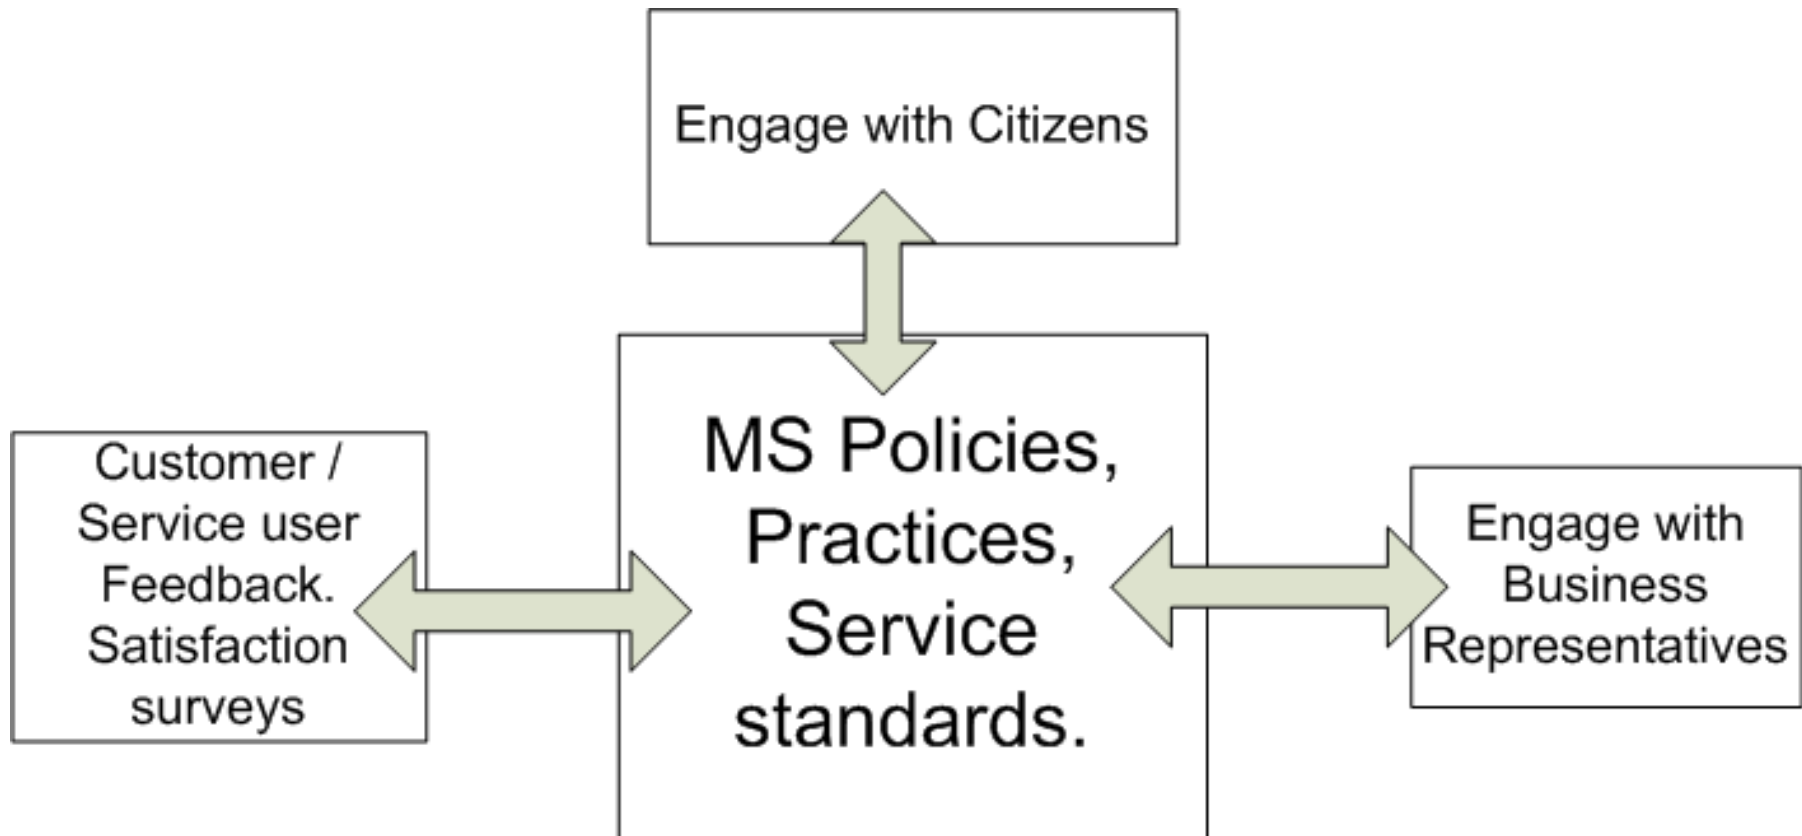 Engage with Citizens
Customer /
Service user
Feedback.
Satisfaction
surveys
MS Policies,
Practices,
Service
standards.
Engage with
Business
Representatives